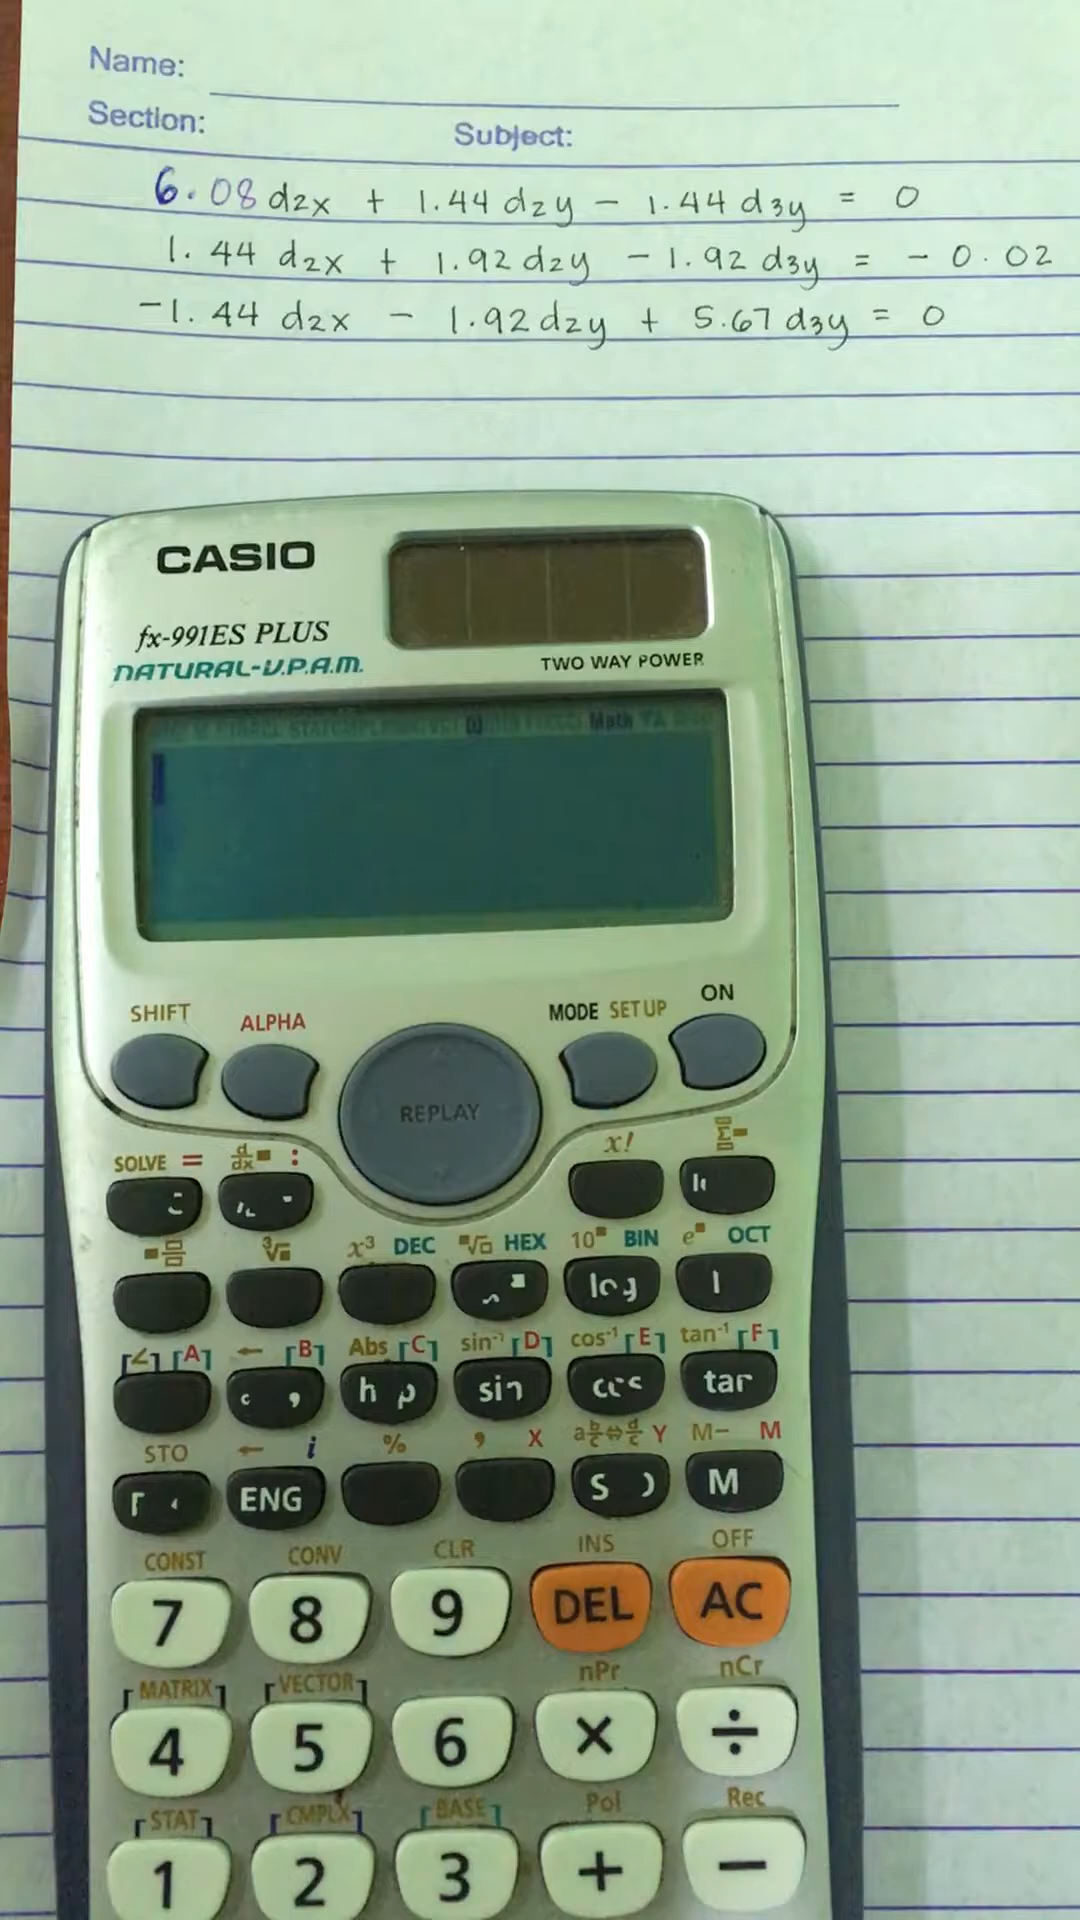 Name:
Section: Subject:
6.08 d2x + 1.44 d2y - 1.44 d3y = 0
1.44 d2x + 1.92 d2y - 1.92 d3y = - 0.02
-1.44 d2x - 1.92 d2y + 5.67 d3y = 0
CASIO
fx-991ES PLUS
NATURAL-V.P.A.M.
TWO WAY POWER
Math
SHIFT ALPHA MODE SETUP ON
REPLAY
SOLVE = d/dx :
x! Σ
∛ x³ DEC √ HEX 10 BIN e OCT
∠ A ← B Abs C sin⁻¹ D cos⁻¹ E tan⁻¹ F
sin
STO ← i % , X a b/c ⇔ d/c Y M- M
ENG M
CONST CONV CLR INS OFF
7 8 9 DEL AC
MATRIX VECTOR nPr nCr
4 5 6 × ÷
STAT CMPLX BASE Pol Rec
1 2 3 + −